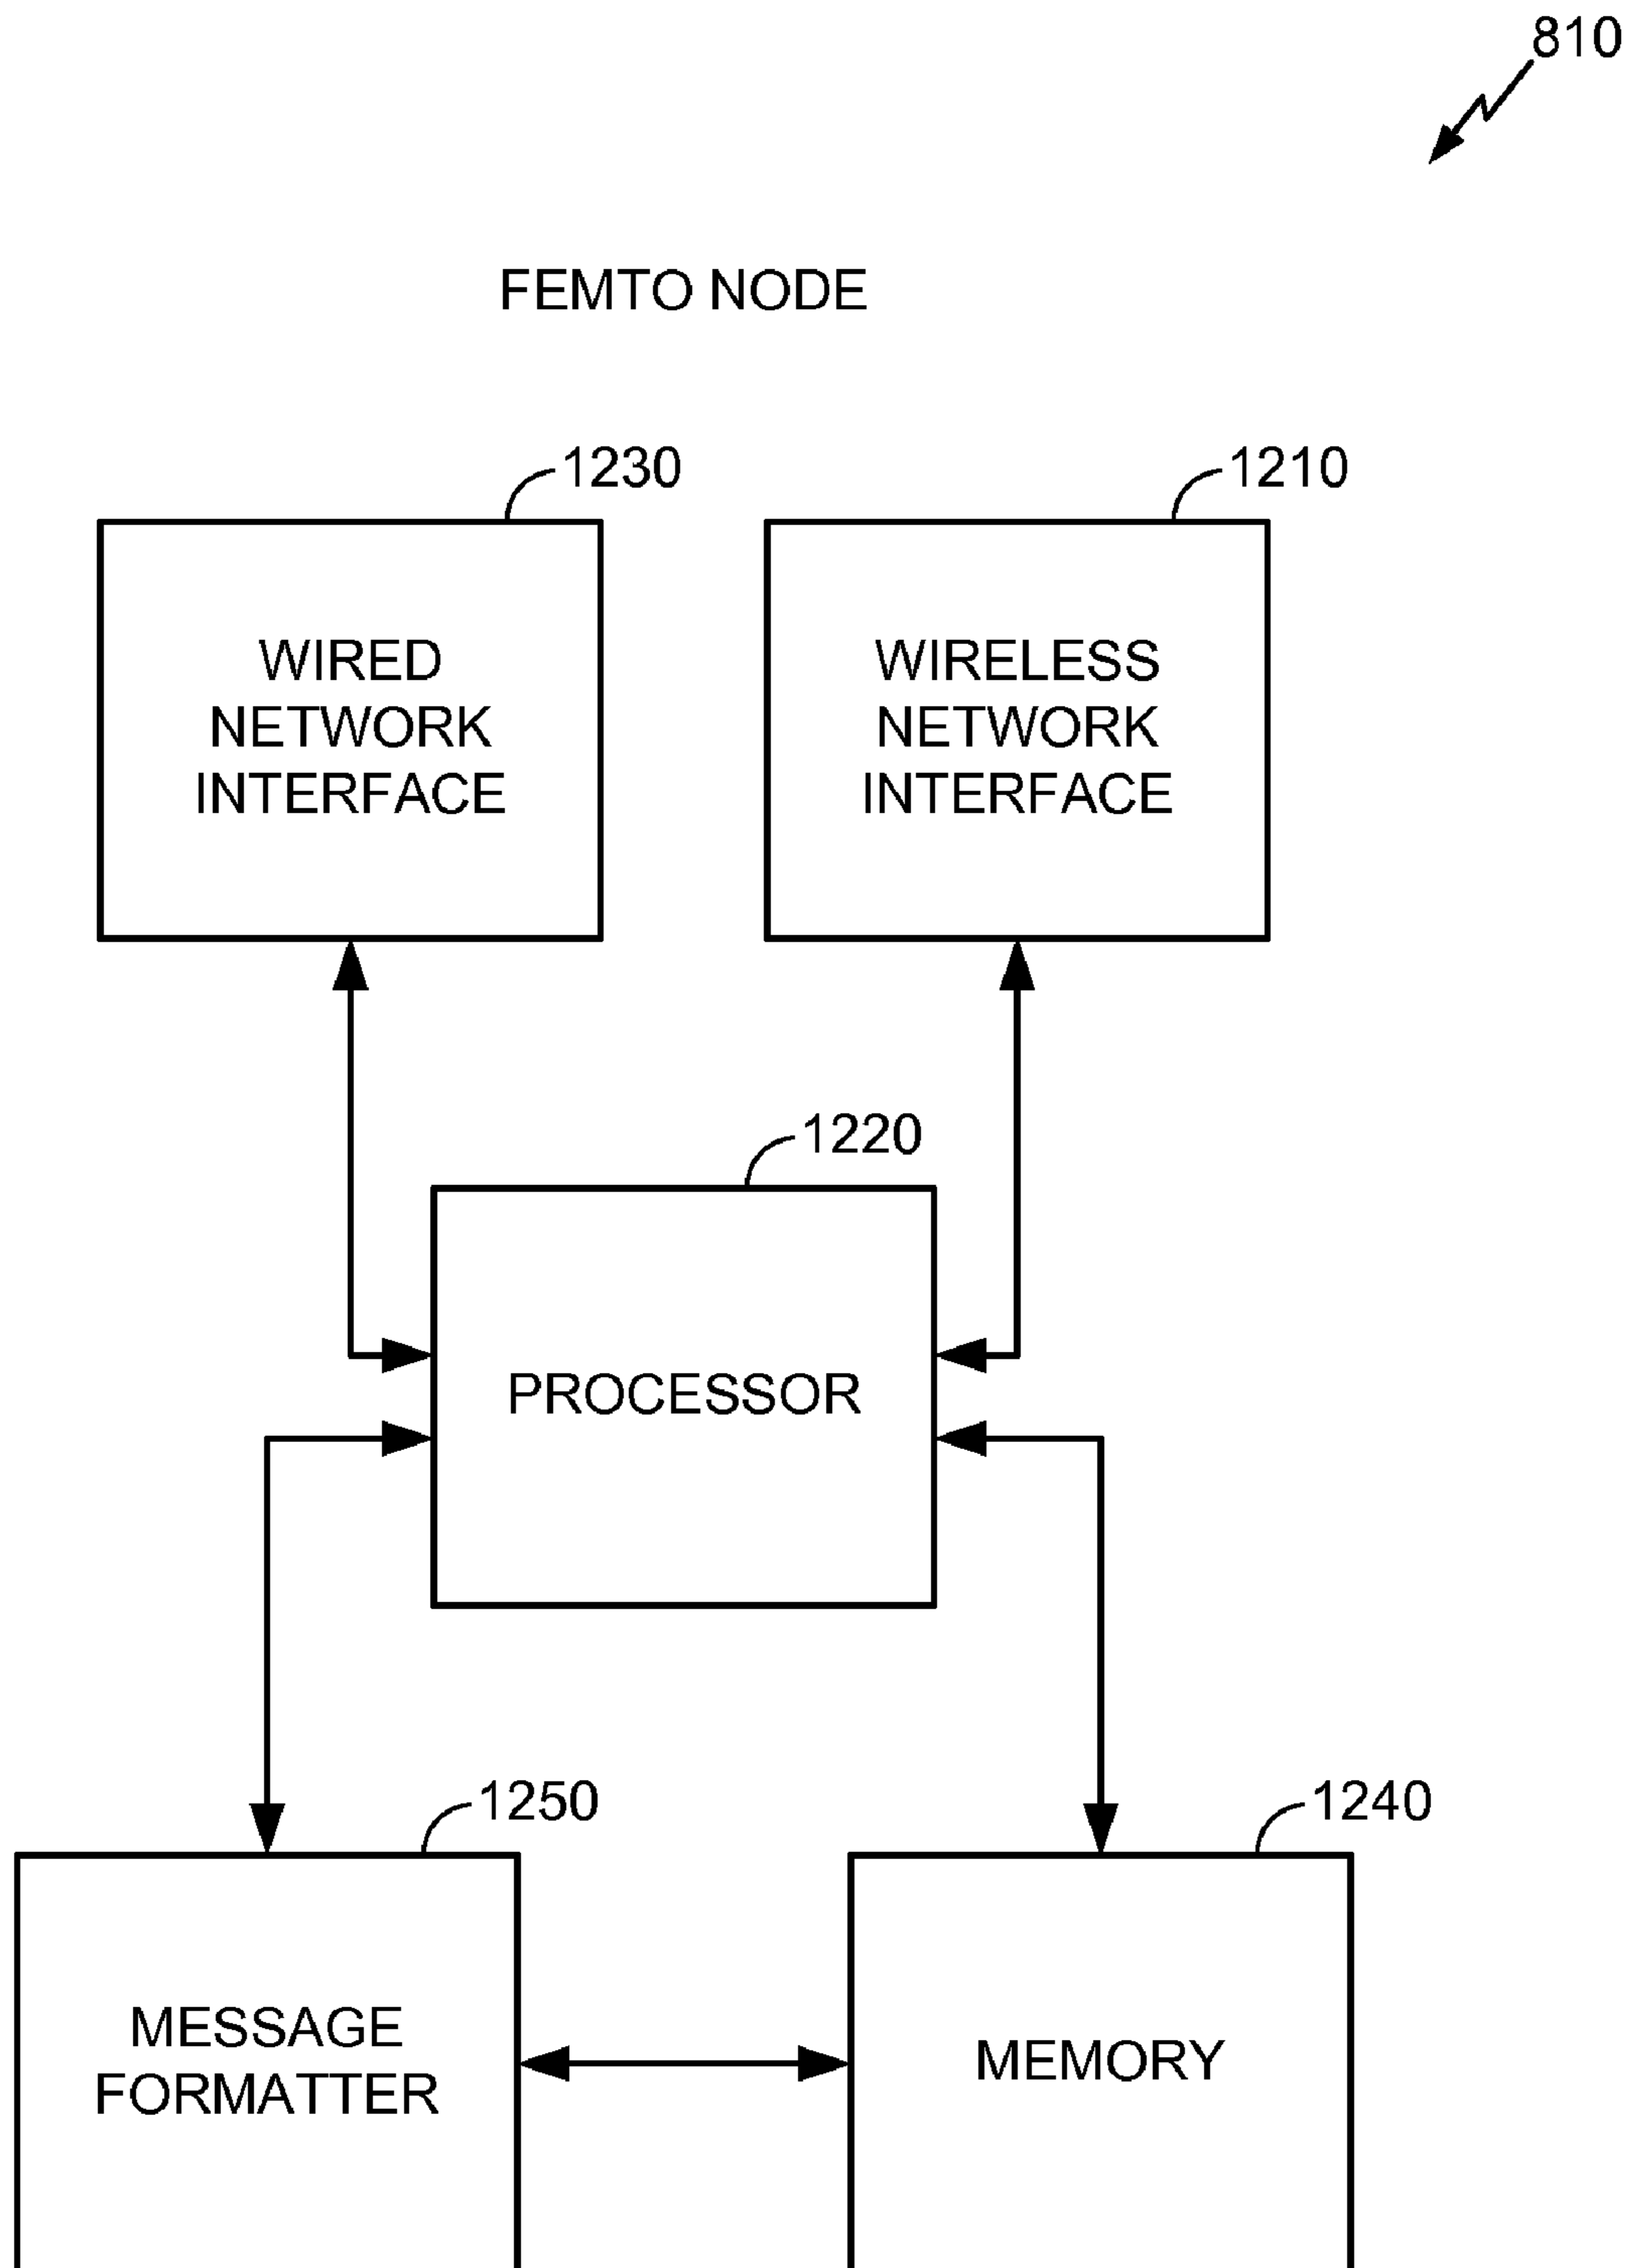 810
FEMTO NODE
1230
1210
WIRED
NETWORK
INTERFACE
WIRELESS
NETWORK
INTERFACE
1220
PROCESSOR
1250
1240
MESSAGE
FORMATTER
MEMORY